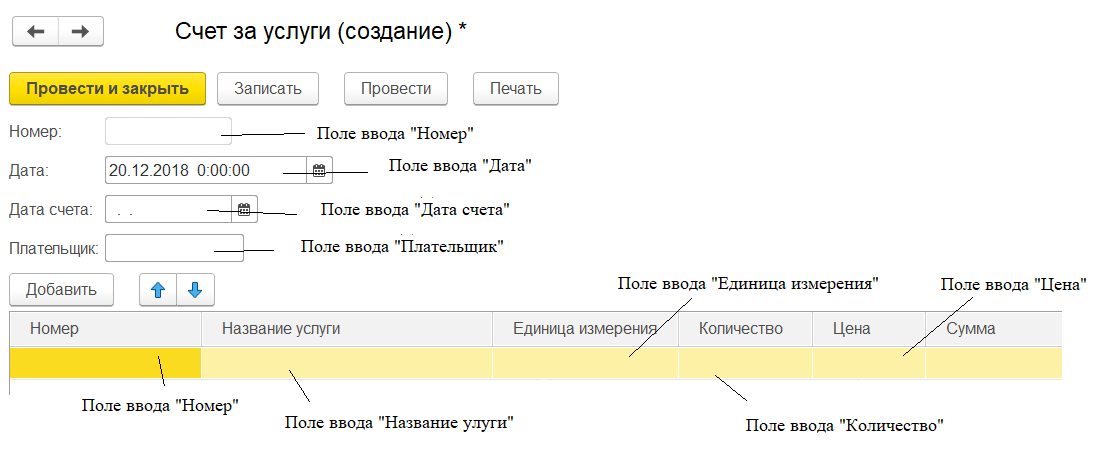 Счет за услуги (создание) *
Провести и закрыть Записать Провести Печать
Номер: Поле ввода "Номер"
Дата: 20.12.2018 0:00:00 Поле ввода "Дата"
Дата счета: . . Поле ввода "Дата счета"
Плательщик: Поле ввода "Плательщик"
Добавить Поле ввода "Единица измерения" Поле ввода "Цена"
Номер Название услуги Единица измерения Количество Цена Сумма
Поле ввода "Номер" Поле ввода "Название улуги" Поле ввода "Количество"